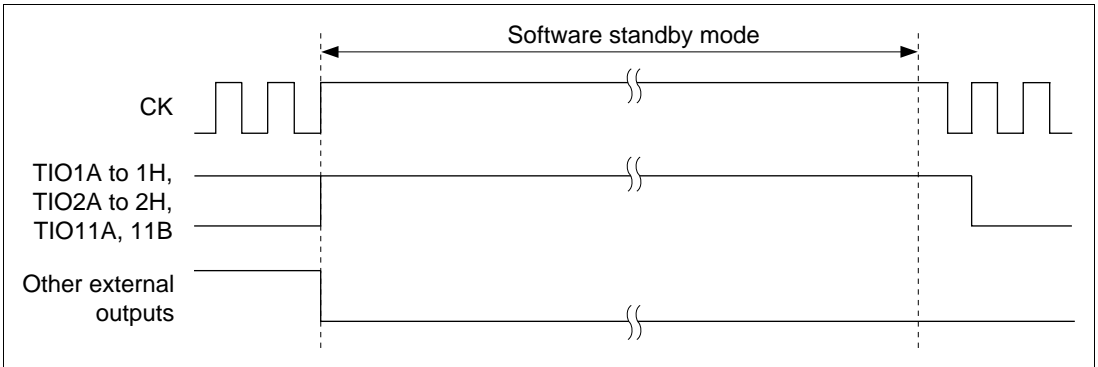 Software standby mode
CK
TIO1A to 1H,
TIO2A to 2H,
TIO11A, 11B
Other external
outputs